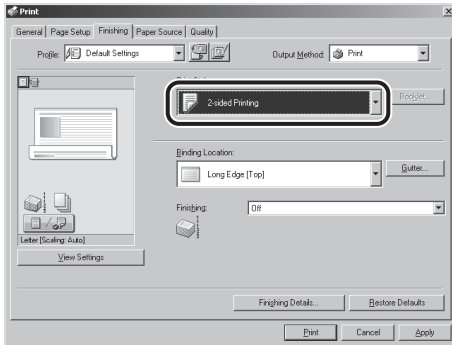 Print
General Page Setup Finishing Paper Source Quality
Profile: Default Settings Output Method: Print
2-sided Printing Booklet
Binding Location:
Long Edge [Top] Gutter...
Finishing: Off
Letter [Scaling: Auto]
View Settings
Finishing Details... Restore Defaults
Print Cancel Apply